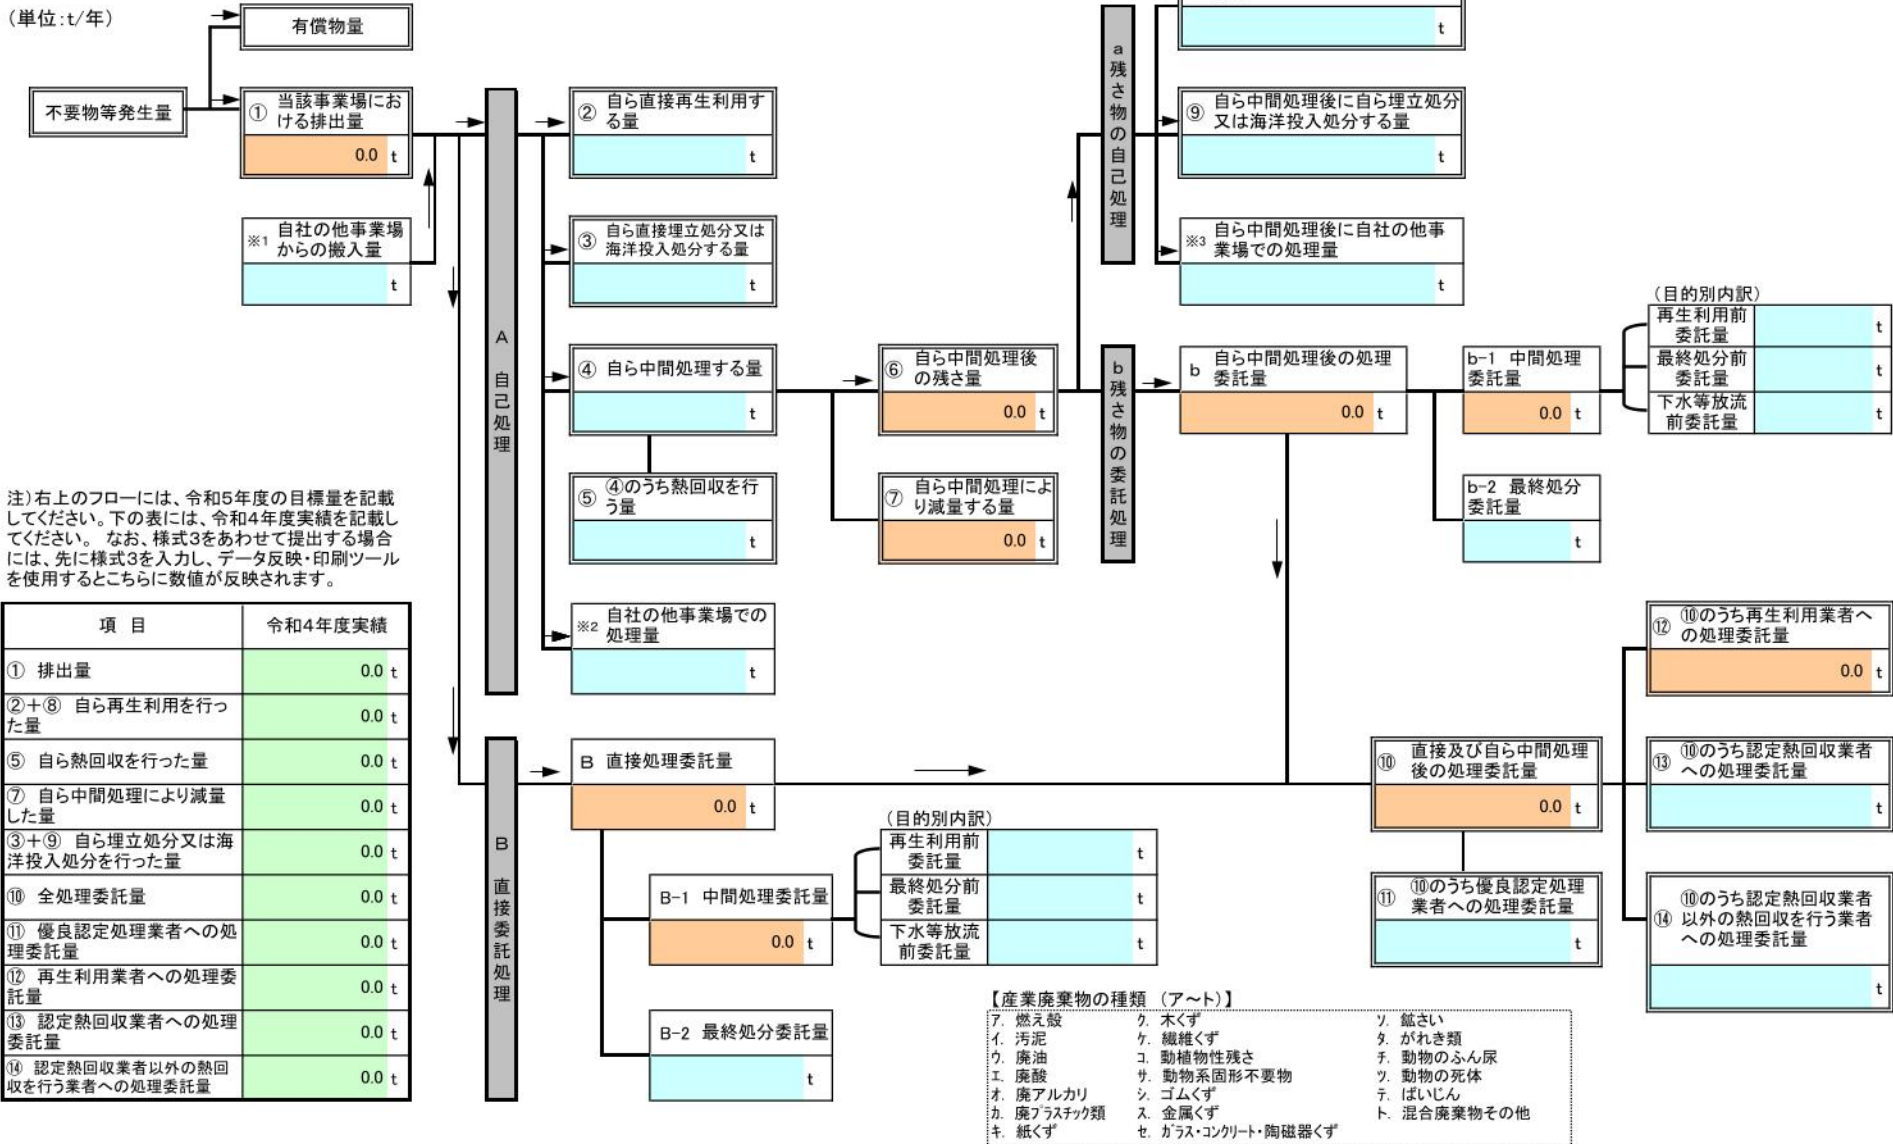 (単位:t/年)
有償物量
不要物等発生量
① 当該事業場にお
ける排出量
0.0 t
※1 自社の他事業場
からの搬入量
t
A 自己処理
② 自ら直接再生利用す
る量
t
③ 自ら直接埋立処分又は
海洋投入処分する量
t
④ 自ら中間処理する量
t
⑤ ④のうち熱回収を行
う量
t
※2 自社の他事業場での
処理量
t
⑥ 自ら中間処理後
の残さ量
0.0 t
⑦ 自ら中間処理によ
り減量する量
0.0 t
a 残さ物の自己処理
t
⑨ 自ら中間処理後に自ら埋立処分
又は海洋投入処分する量
t
※3 自ら中間処理後に自社の他事
業場での処理量
t
b 残さ物の委託処理
b 自ら中間処理後の処理
委託量
0.0 t
b-1 中間処理
委託量
0.0 t
(目的別内訳)
再生利用前
委託量
t
最終処分前
委託量
t
下水等放流
前委託量
t
b-2 最終処分
委託量
t
注)右上のフローには、令和5年度の目標量を記載
してください。下の表には、令和4年度実績を記載し
てください。 なお、様式3をあわせて提出する場合
には、先に様式3を入力し、データ反映・印刷ツール
を使用するとこちらに数値が反映されます。
項 目 令和4年度実績
① 排出量 0.0 t
②+⑧ 自ら再生利用を行っ
た量 0.0 t
⑤ 自ら熱回収を行った量 0.0 t
⑦ 自ら中間処理により減量
した量 0.0 t
③+⑨ 自ら埋立処分又は海
洋投入処分を行った量 0.0 t
⑩ 全処理委託量 0.0 t
⑪ 優良認定処理業者への処
理委託量 0.0 t
⑫ 再生利用業者への処理委
託量 0.0 t
⑬ 認定熱回収業者への処理
委託量 0.0 t
⑭ 認定熱回収業者以外の熱回
収を行う業者への処理委託量 0.0 t
B 直接委託処理
B 直接処理委託量
0.0 t
B-1 中間処理委託量
0.0 t
(目的別内訳)
再生利用前
委託量
t
最終処分前
委託量
t
下水等放流
前委託量
t
B-2 最終処分委託量
t
⑩ 直接及び自ら中間処理
後の処理委託量
0.0 t
⑪ ⑩のうち優良認定処理
業者への処理委託量
t
⑫ ⑩のうち再生利用業者へ
の処理委託量
0.0 t
⑬ ⑩のうち認定熱回収業者
への処理委託量
t
⑭ ⑩のうち認定熱回収業者
以外の熱回収を行う業者
への処理委託量
t
【産業廃棄物の種類 (ア~ト)】
ア. 燃え殻 ク. 木くず ソ. 鉱さい
イ. 汚泥 ケ. 繊維くず タ. がれき類
ウ. 廃油 コ. 動植物性残さ チ. 動物のふん尿
エ. 廃酸 サ. 動物系固形不要物 ツ. 動物の死体
オ. 廃アルカリ シ. ゴムくず テ. ばいじん
カ. 廃プラスチック類 ス. 金属くず ト. 混合廃棄物その他
キ. 紙くず セ. ガラス・コンクリート・陶磁器くず